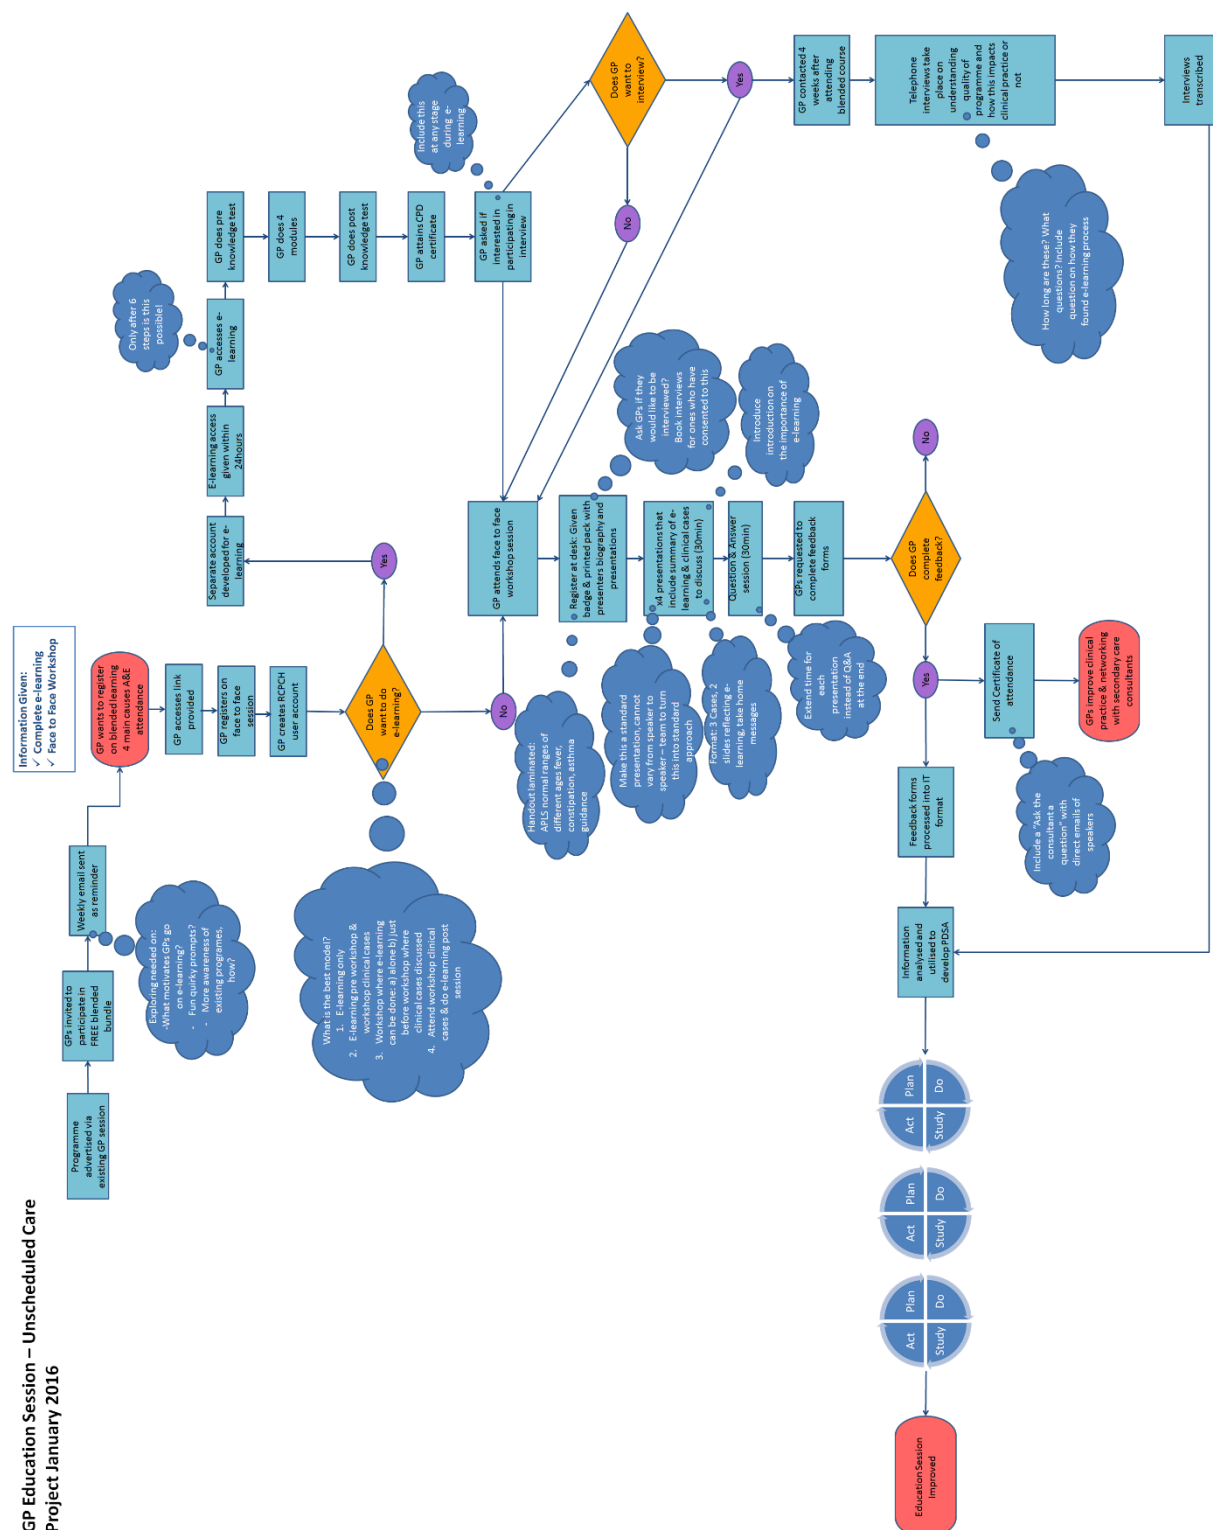 GP Education Session – Unscheduled Care
Project January 2016
Information Given:
✓ Complete e-learning
✓ Face to Face Workshop
Programme
advertised via
existing GP session
GPs invited to
participate in
FREE blended
bundle
Weekly email sent
as reminder
Exploring needed on:
-What motivates GPs go
on e-learning?
- Fun quirky prompts?
- More awareness of
existing programes,
how?
GP wants to register
on blended learning
4 main causes A&E
attendance
GP accesses link
provided
GP registers on
face to face
session
GP creates RCPCH
user account
Does GP
want to do
e-learning?
What is the best model?
1. E-learning only
2. E-learning pre workshop &
workshop clinical cases
3. Workshop where e-learning
can be done: a) alone b) just
before workshop where
clinical cases discussed
4. Attend workshop clinical
cases & do e-learning post
session
Yes
No
Separate account
developed for e-
learning
E-learning access
given within
24hours
GP accesses e-
learning
Only after 6
steps is this
possible!
GP does pre
knowledge test
GP does 4
modules
GP does post
knowledge test
GP attains CPD
certificate
GP asked if
interested in
participating in
interview
Include this
at any stage
during e-
learning
Does GP
want to
interview?
No
Yes
GP contacted 4
weeks after
attending
blended course
Telephone
interviews take
place on
understanding
quality of
programme and
how this impacts
clinical practice or
not
How long are these? What
questions? Include
question on how they
found e-learning process
Interviews
transcribed
GP attends face to face
workshop session
Register at desk: Given
badge & printed pack with
presenters biography and
presentations
Handout laminated:
APLS normal ranges of
different ages fever,
constipation, asthma
guidance
Ask GPs if they
would like to be
interviewed?
Book interviews
for ones who have
consented to this
x4 presentations that
include summary of e-
learning & clinical cases
to discuss (30min)
Make this a standard
presentation, cannot
vary from speaker to
speaker – team to turn
this into standard
approach
Format: 3 Cases, 2
slides reflecting e-
learning, take home
messages
Introduce
introduction on
the importance of
e-learning
Question & Answer
session (30min)
Extend time for
each
presentation
instead of Q&A
at the end
GPs requested to
complete feedback
forms
Does GP
complete
feedback?
No
Yes
Send Certificate of
attendance
Include a "Ask the
consultant a
question" with
direct emails of
speakers
GPs improve clinical
practice & networking
with secondary care
consultants
Feedback forms
processed into IT
format
Information
analysed and
utilised to
develop PDSA
Act Plan
Study Do
Act Plan
Study Do
Act Plan
Study Do
Education Session
Improved